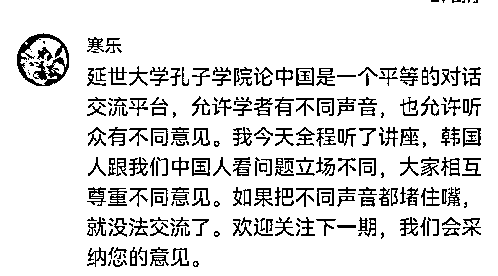 寒乐
延世大学孔子学院论中国是一个平等的对话
交流平台，允许学者有不同声音，也允许听
众有不同意见。我今天全程听了讲座，韩国
人跟我们中国人看问题立场不同，大家相互
尊重不同意见。如果把不同声音都堵住嘴，
就没法交流了。欢迎关注下一期，我们会采
纳您的意见。